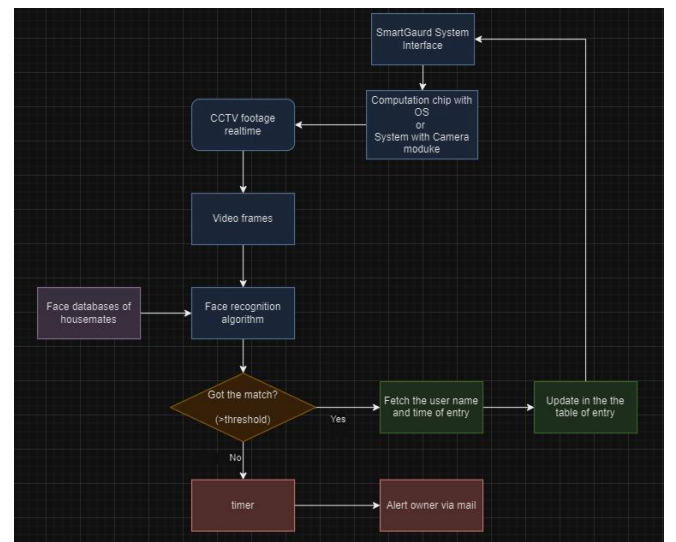 SmartGaurd System
Interface
Computation chip with
OS
or
System with Camera
moduke
CCTV footage
realtime
Video frames
Face databases of
housemates
Face recognition
algorithm
Got the match?
(>threshold)
Yes
Fetch the user name
and time of entry
Update in the the
table of entry
No
timer
Alert owner via mail